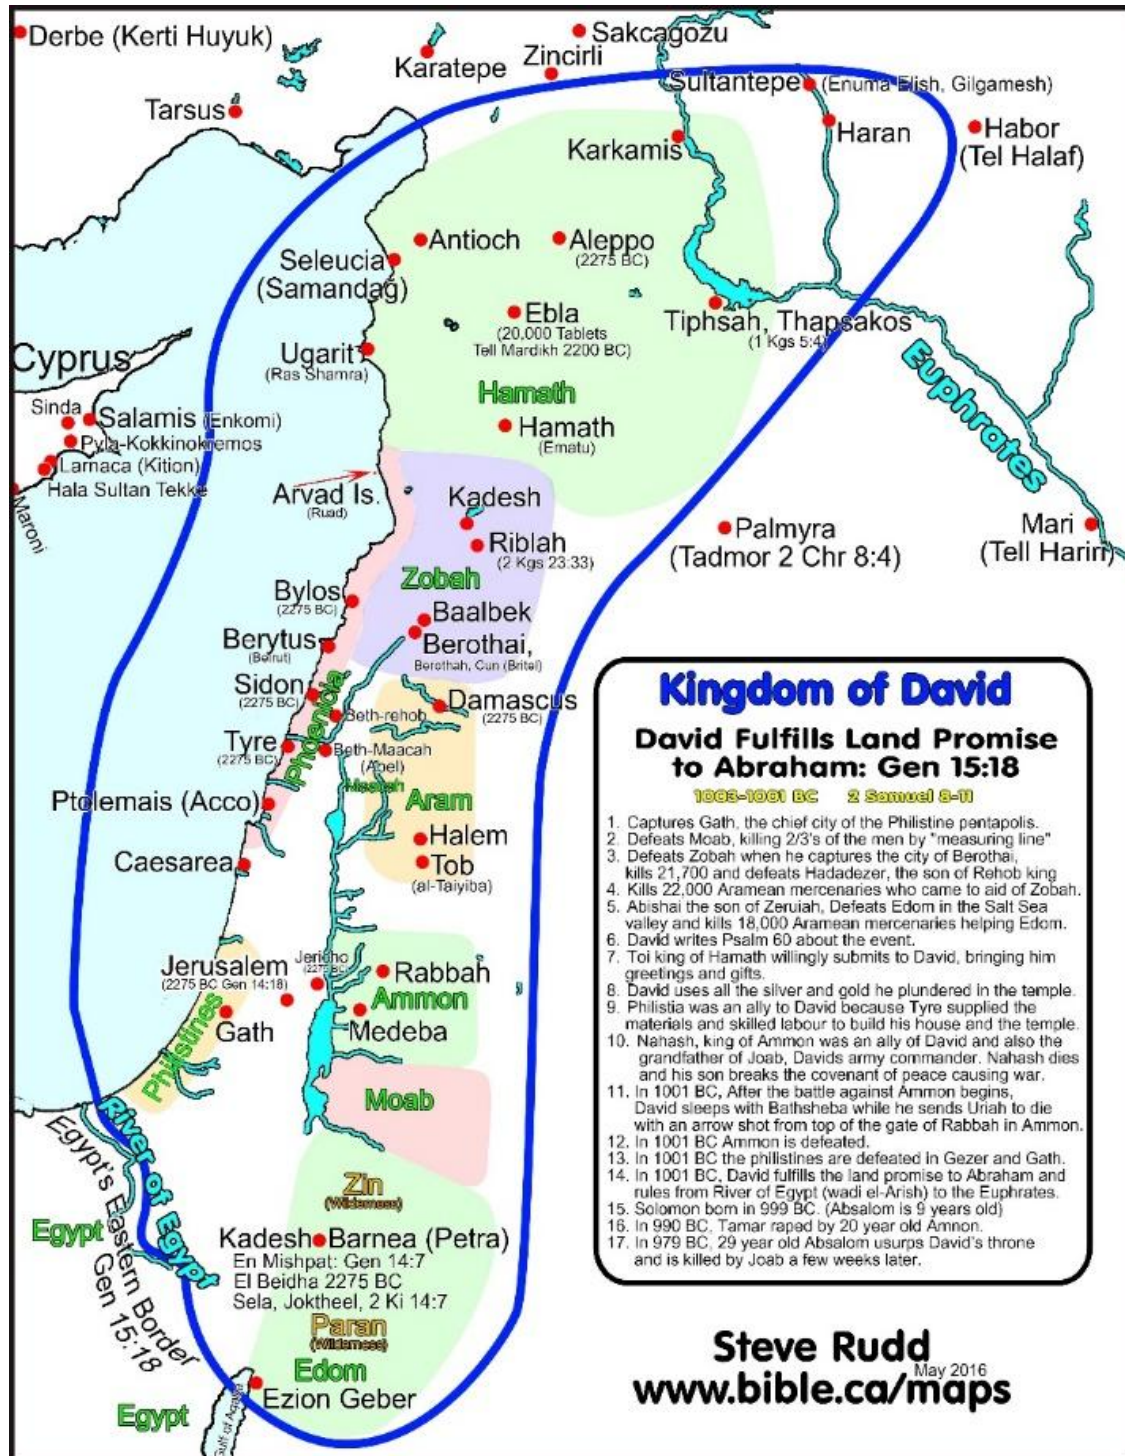 Derbe (Kerti Huyuk)
Karatepe
Sakcagozu
Zincirli
Tarsus
Sultantepe (Enuma Elish, Gilgamesh)
Karkamis
Haran
Habor
(Tel Halaf)
Antioch
Aleppo
(2275 BC)
Seleucia
(Samandağ)
Ebla
(20,000 Tablets
Tell Mardikh 2200 BC)
Tiphsah, Thapsakos
(1 Kgs 5:4)
Ugarit
(Ras Shamra)
Cyprus
Euphrates
Hamath
Hamath
(Ematu)
Sinda
Salamis (Enkomi)
Pyla-Kokkinokremos
Larnaca (Kition)
Hala Sultan Tekke
Maroni
Arvad Is.
(Ruad)
Kadesh
Riblah
(2 Kgs 23:33)
Zobah
Palmyra
(Tadmor 2 Chr 8:4)
Mari
(Tell Hariri)
Bylos
(2275 BC)
Baalbek
Berothai,
Berothah, Cun (Britel)
Berytus
(Beirut)
Sidon
(2275 BC)
Damascus
(2275 BC)
Beth-rehob
Phoenicia
Tyre
(2275 BC)
Beth-Maacah
(Abel)
Maacah
Aram
Ptolemais (Acco)
Halem
Tob
(al-Taiyiba)
Caesarea
Jerusalem
(2275 BC Gen 14:18)
Jericho
(2275 BC)
Rabbah
Ammon
Gath
Medeba
Philistines
Moab
River of Egypt
Egypt's Eastern Border
Gen 15:18
Egypt
Zin
(Wilderness)
Kadesh Barnea (Petra)
En Mishpat: Gen 14:7
El Beidha 2275 BC
Sela, Joktheel, 2 Ki 14:7
Paran
(Wilderness)
Edom
Ezion Geber
Egypt
Gulf of Aqaba
Kingdom of David
David Fulfills Land Promise
to Abraham: Gen 15:18
1003-1001 BC 2 Samuel 8-11
1. Captures Gath, the chief city of the Philistine pentapolis.
2. Defeats Moab, killing 2/3's of the men by "measuring line"
3. Defeats Zobah when he captures the city of Berothai,
kills 21,700 and defeats Hadadezer, the son of Rehob king
4. Kills 22,000 Aramean mercenaries who came to aid of Zobah.
5. Abishai the son of Zeruiah, Defeats Edom in the Salt Sea
valley and kills 18,000 Aramean mercenaries helping Edom.
6. David writes Psalm 60 about the event.
7. Toi king of Hamath willingly submits to David, bringing him
greetings and gifts.
8. David uses all the silver and gold he plundered in the temple.
9. Philistia was an ally to David because Tyre supplied the
materials and skilled labour to build his house and the temple.
10. Nahash, king of Ammon was an ally of David and also the
grandfather of Joab, Davids army commander. Nahash dies
and his son breaks the covenant of peace causing war.
11. In 1001 BC, After the battle against Ammon begins,
David sleeps with Bathsheba while he sends Uriah to die
with an arrow shot from top of the gate of Rabbah in Ammon.
12. In 1001 BC Ammon is defeated.
13. In 1001 BC the philistines are defeated in Gezer and Gath.
14. In 1001 BC, David fulfills the land promise to Abraham and
rules from River of Egypt (wadi el-Arish) to the Euphrates.
15. Solomon born in 999 BC. (Absalom is 9 years old)
16. In 990 BC, Tamar raped by 20 year old Amnon.
17. In 979 BC, 29 year old Absalom usurps David's throne
and is killed by Joab a few weeks later.
Steve Rudd
May 2016
www.bible.ca/maps